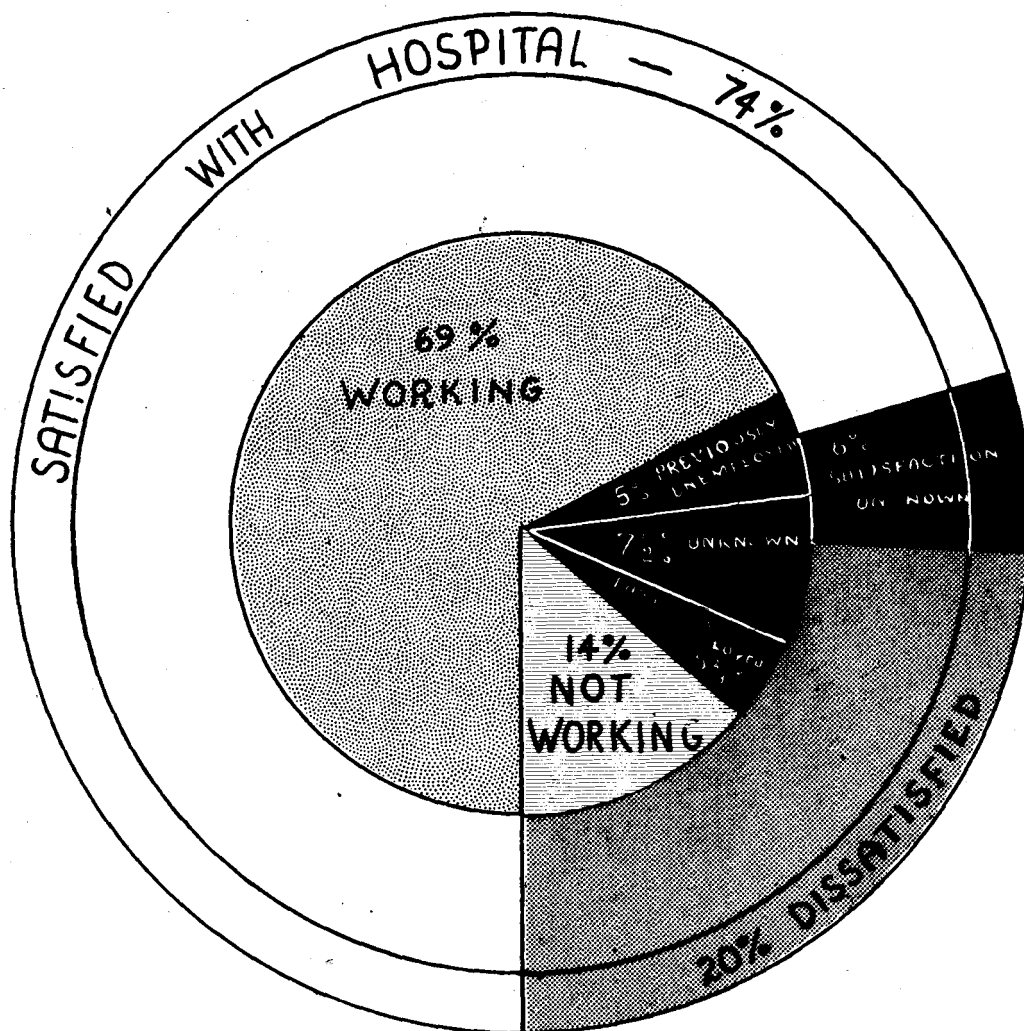 SATISFIED WITH HOSPITAL — 74%
69 %
WORKING
5% PREVIOUSLY
UNEMPLOYED
6%
SATISFACTION
UNKNOWN
7½% UNKNOWN
14%
NOT
WORKING
20% DISSATISFIED